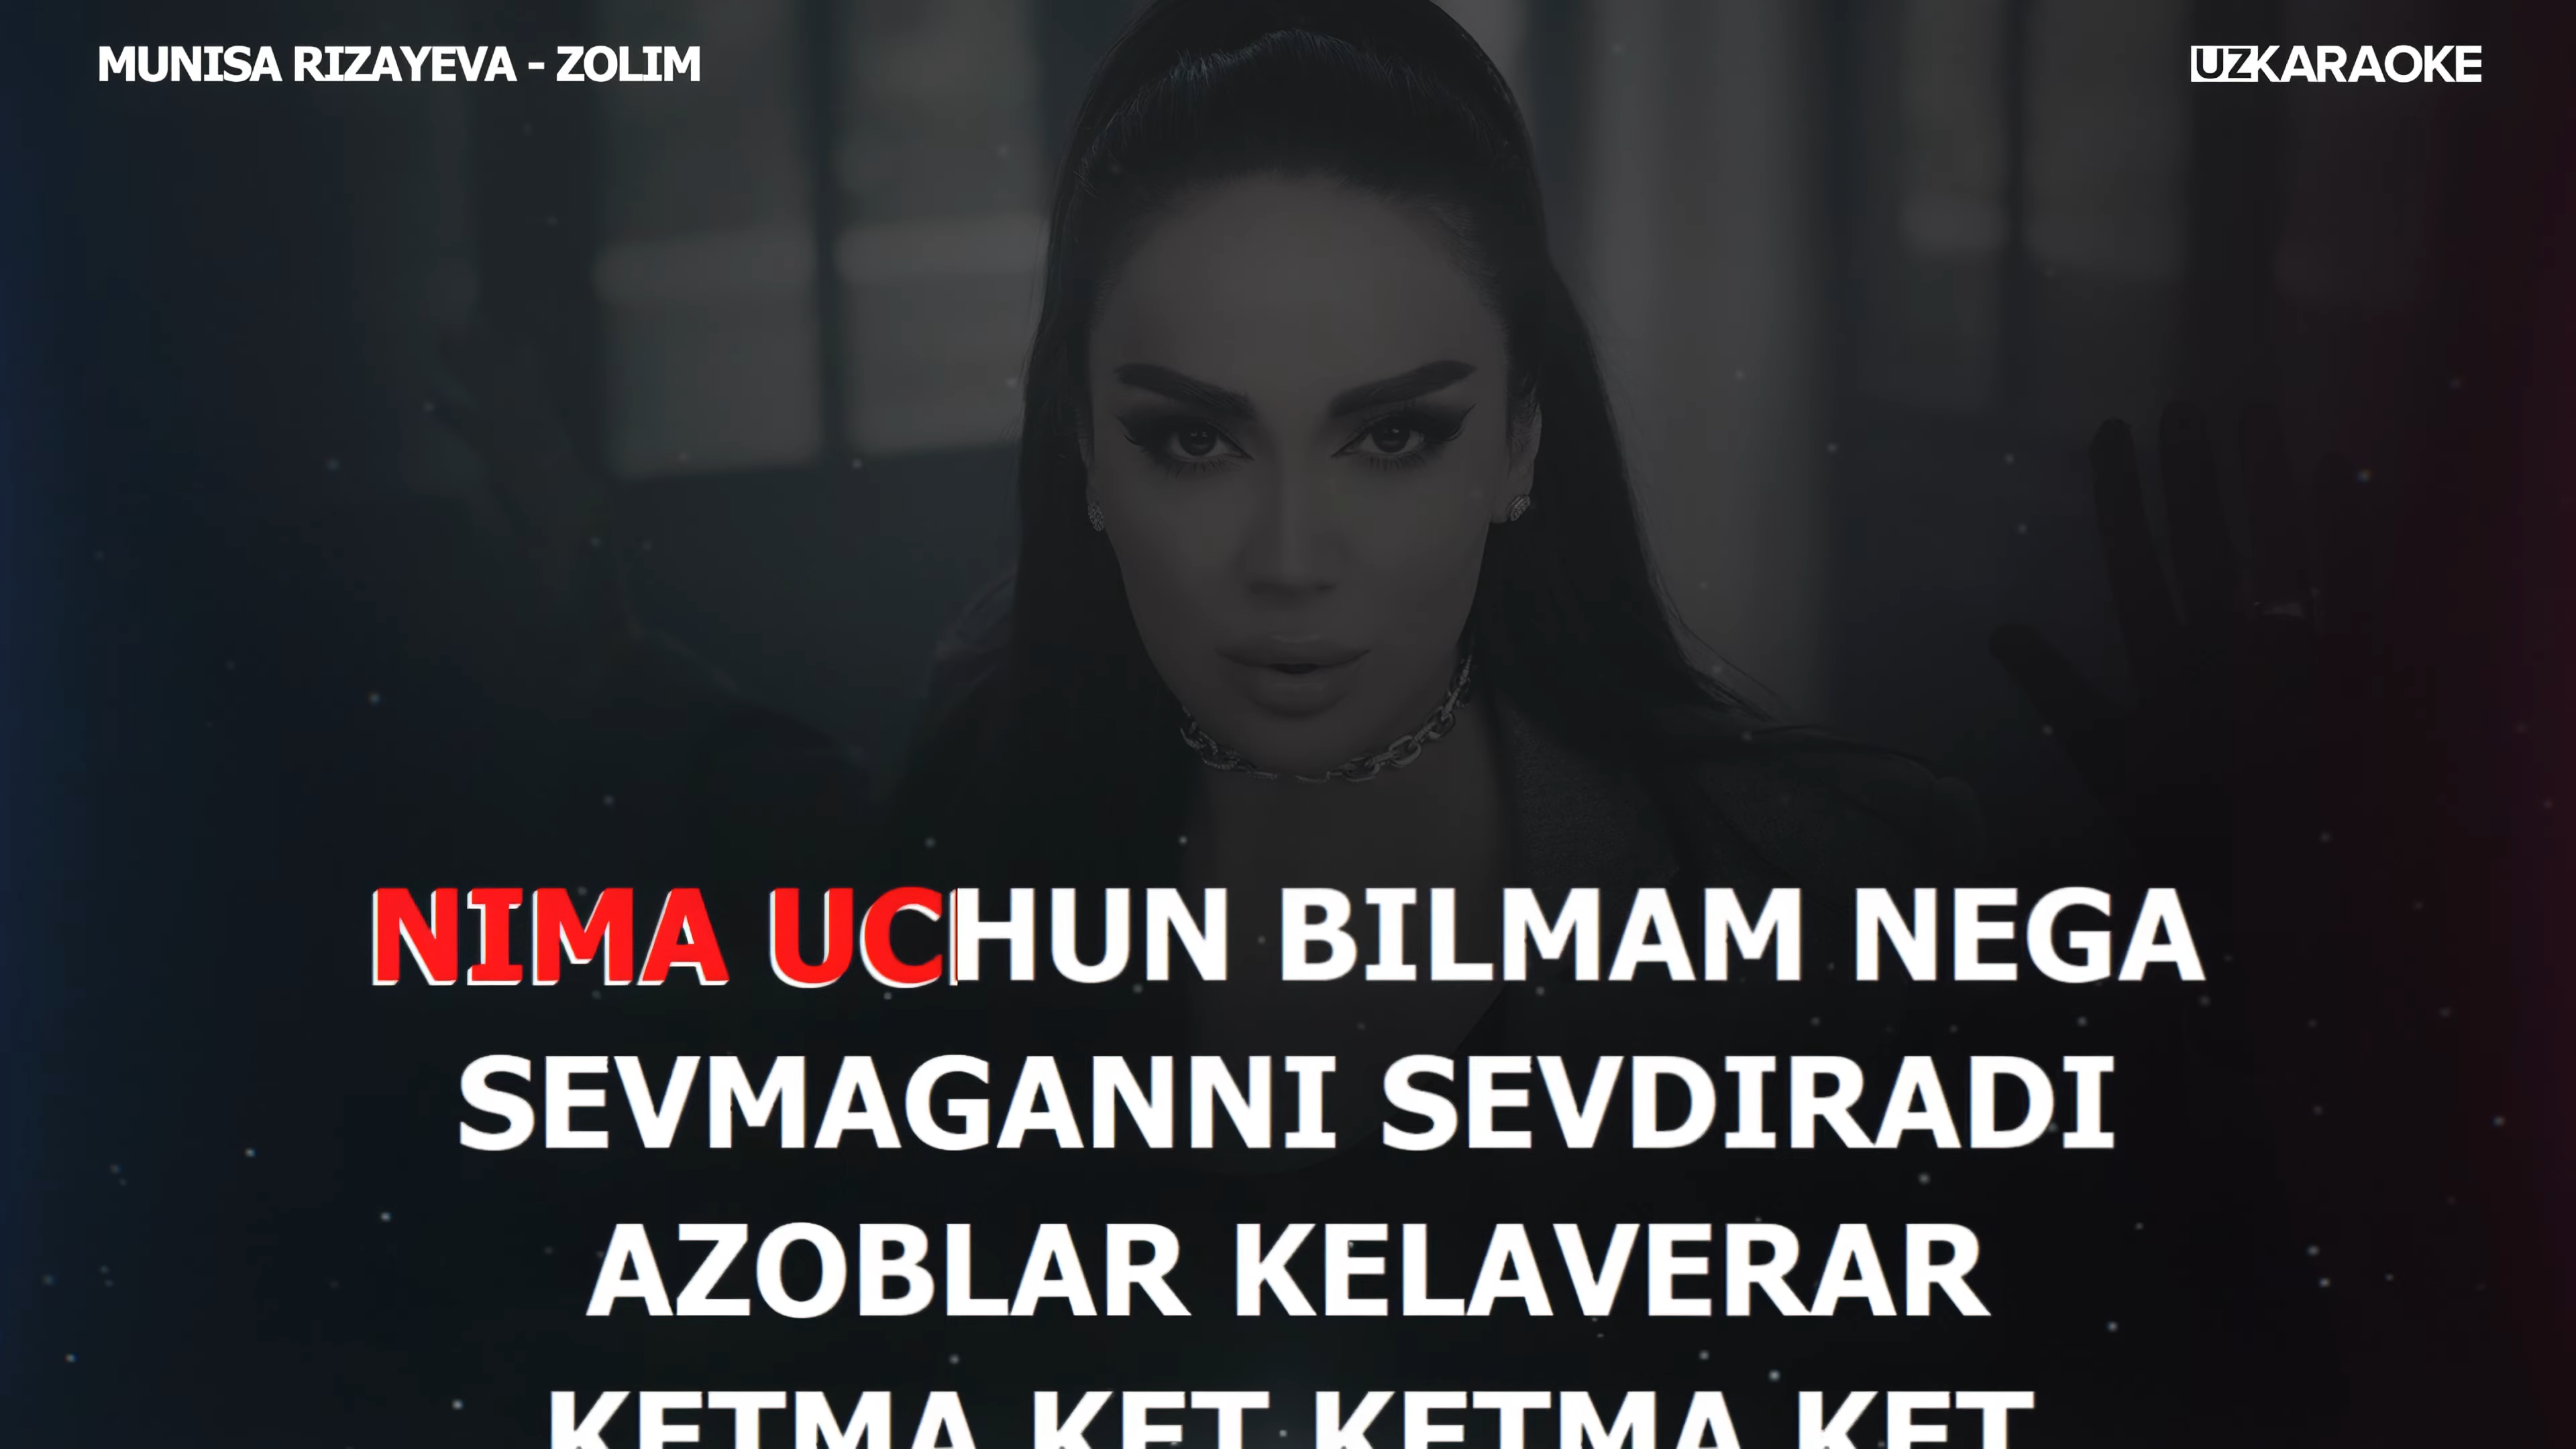 MUNISA RIZAYEVA - ZOLIM
UZKARAOKE
NIMA UCHUN BILMAM NEGA
SEVMAGANNI SEVDIRADI
AZOBLAR KELAVERAR
KETMA KET KETMA KET